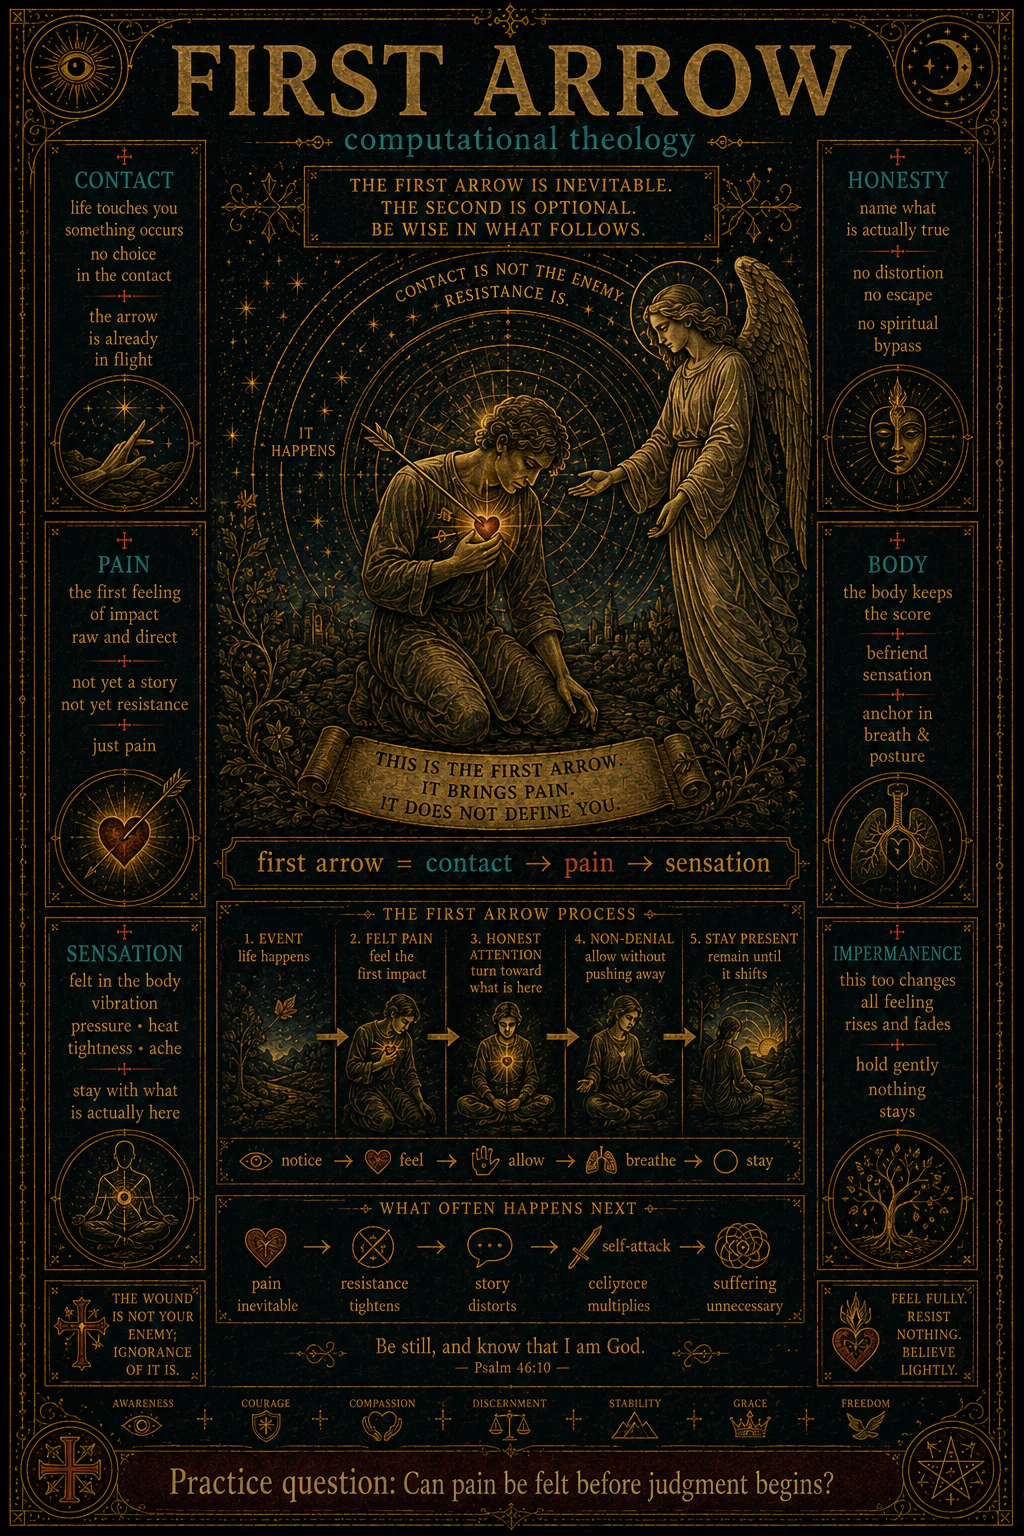 FIRST ARROW
computational theology
THE FIRST ARROW IS INEVITABLE.
THE SECOND IS OPTIONAL.
BE WISE IN WHAT FOLLOWS.
CONTACT
life touches you
something occurs
no choice
in the contact
the arrow
is already
in flight
PAIN
the first feeling
of impact
raw and direct
not yet a story
not yet resistance
just pain
SENSATION
felt in the body
vibration
pressure • heat
tightness • ache
stay with what
is actually here
THE WOUND
IS NOT YOUR
ENEMY;
IGNORANCE
OF IT IS.
CONTACT IS NOT THE ENEMY
RESISTANCE IS.
IT
HAPPENS
THIS IS THE FIRST ARROW.
IT BRINGS PAIN.
IT DOES NOT DEFINE YOU.
first arrow = contact → pain → sensation
THE FIRST ARROW PROCESS
1. EVENT
life happens
2. FELT PAIN
feel the
first impact
3. HONEST
ATTENTION
turn toward
what is here
4. NON-DENIAL
allow without
pushing away
5. STAY PRESENT
remain until
it shifts
notice → feel → allow → breathe → stay
WHAT OFTEN HAPPENS NEXT
pain
inevitable
resistance
tightens
story
distorts
self-attack
multiplies
suffering
unnecessary
Be still, and know that I am God.
— Psalm 46:10 —
HONESTY
name what
is actually true
no distortion
no escape
no spiritual
bypass
BODY
the body keeps
the score
befriend
sensation
anchor in
breath &
posture
IMPERMANENCE
this too changes
all feeling
rises and fades
hold gently
nothing
stays
FEEL FULLY.
RESIST
NOTHING.
BELIEVE
LIGHTLY.
AWARENESS
COURAGE
COMPASSION
DISCERNMENT
STABILITY
GRACE
FREEDOM
Practice question: Can pain be felt before judgment begins?